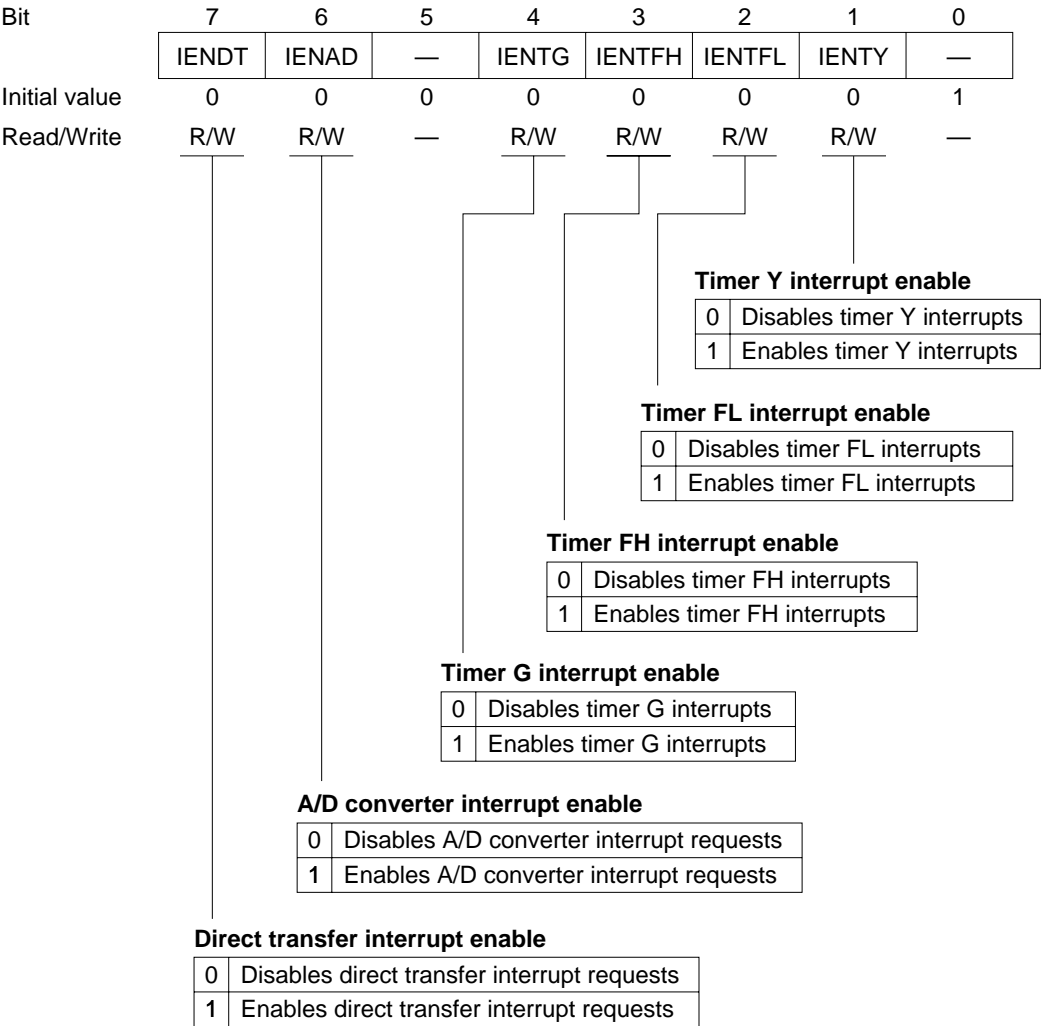 Bit 7 6 5 4 3 2 1 0
IENDT IENAD — IENTG IENTFH IENTFL IENTY —
Initial value 0 0 0 0 0 0 0 1
Read/Write R/W R/W — R/W R/W R/W R/W —
Timer Y interrupt enable
0 Disables timer Y interrupts
1 Enables timer Y interrupts
Timer FL interrupt enable
0 Disables timer FL interrupts
1 Enables timer FL interrupts
Timer FH interrupt enable
0 Disables timer FH interrupts
1 Enables timer FH interrupts
Timer G interrupt enable
0 Disables timer G interrupts
1 Enables timer G interrupts
A/D converter interrupt enable
0 Disables A/D converter interrupt requests
1 Enables A/D converter interrupt requests
Direct transfer interrupt enable
0 Disables direct transfer interrupt requests
1 Enables direct transfer interrupt requests